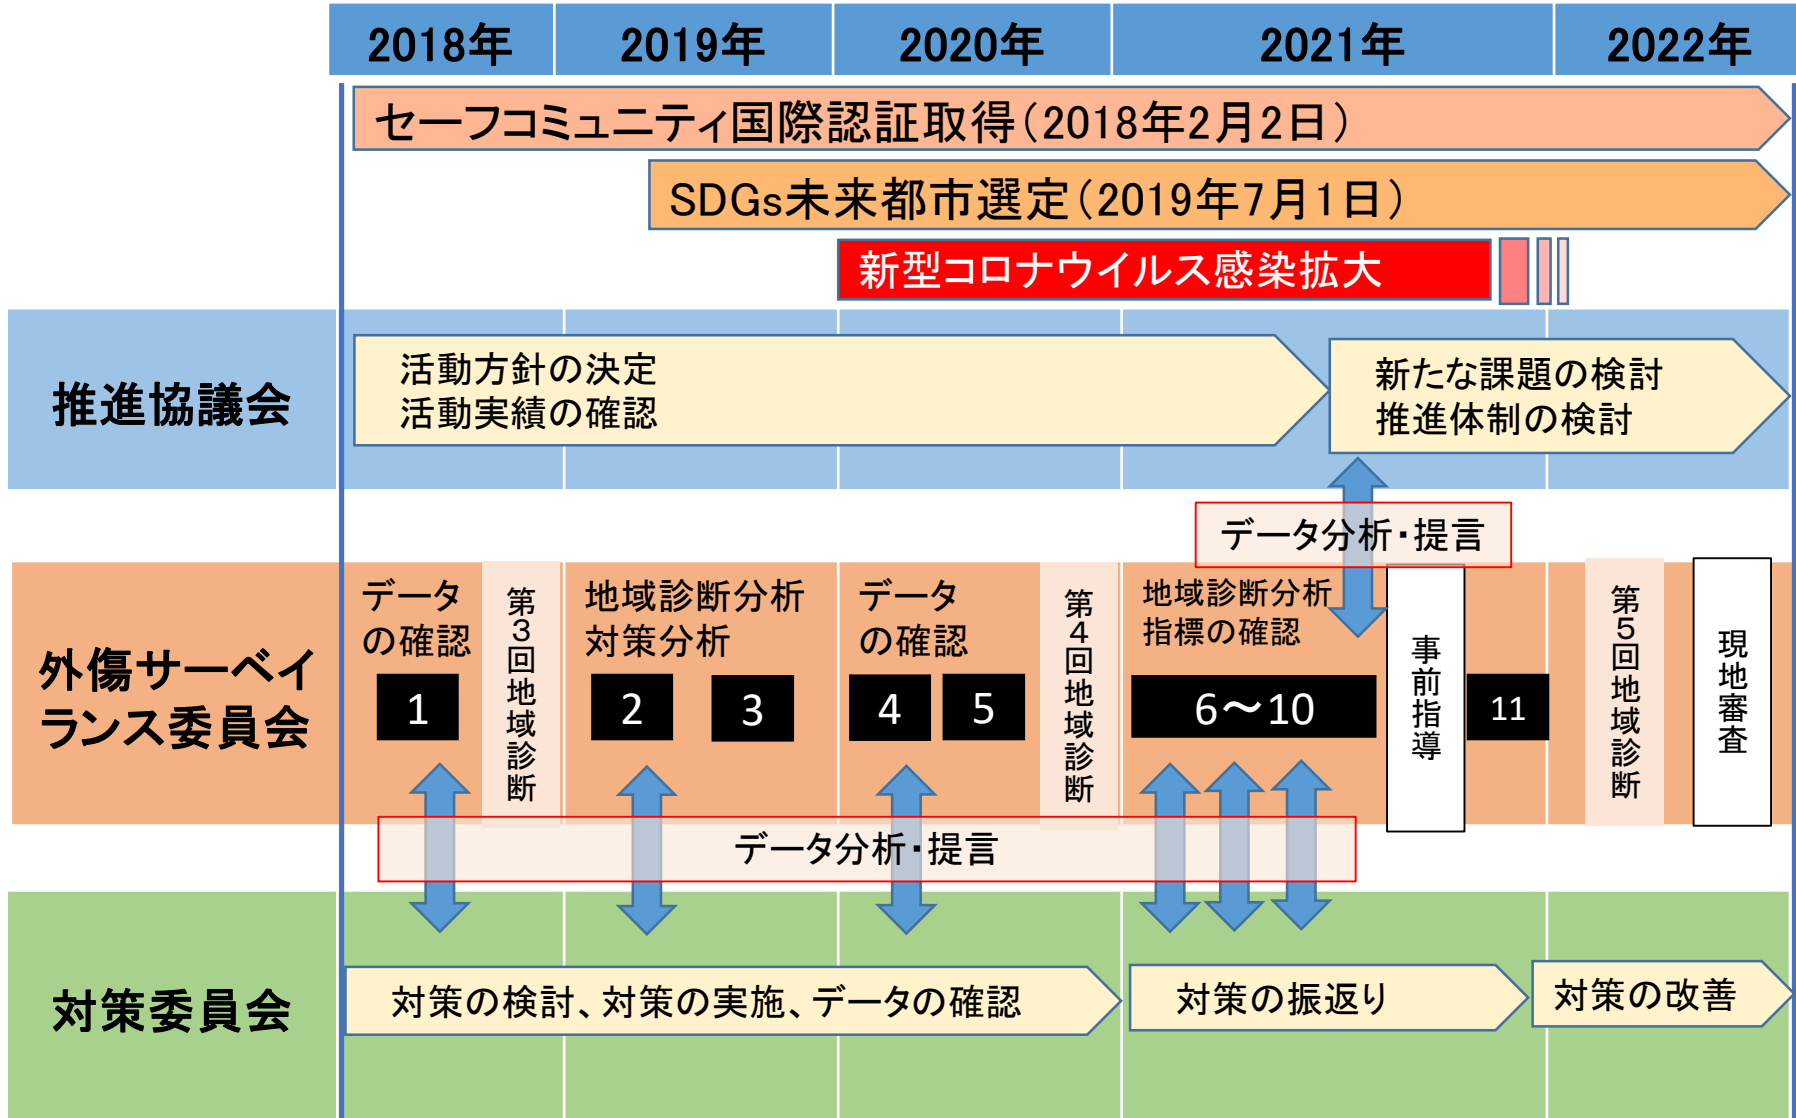 2018年
2019年
2020年
2021年
2022年
セーフコミュニティ国際認証取得（2018年2月2日）
SDGs未来都市選定（2019年7月1日）
新型コロナウイルス感染拡大
推進協議会
活動方針の決定
活動実績の確認
新たな課題の検討
推進体制の検討
データ分析・提言
外傷サーベイ
ランス委員会
データ
の確認
1
第3回地域診断
地域診断分析
対策分析
2
3
データ
の確認
4
5
第4回地域診断
地域診断分析
指標の確認
6～10
事前指導
11
第5回地域診断
現地審査
データ分析・提言
対策委員会
対策の検討、対策の実施、データの確認
対策の振返り
対策の改善